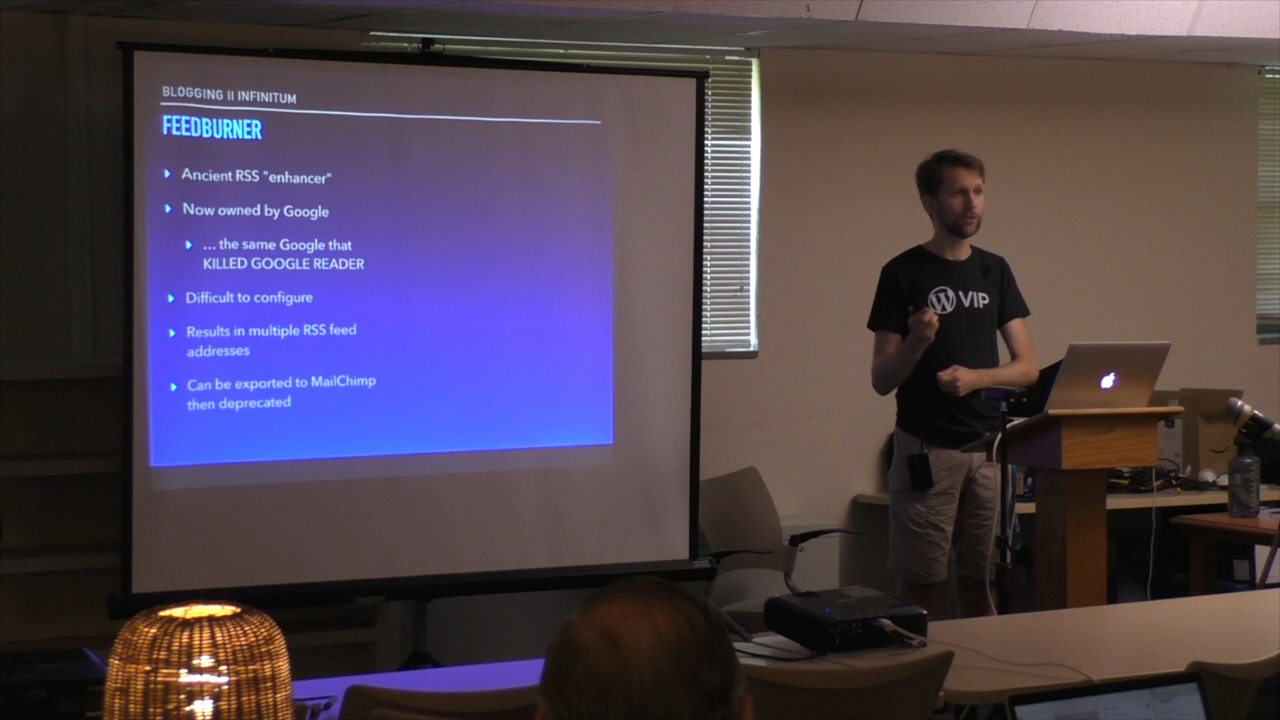 BLOGGING II INFINITUM
FEEDBURNER
Ancient RSS "enhancer"
Now owned by Google
... the same Google that
KILLED GOOGLE READER
Difficult to configure
Results in multiple RSS feed
addresses
Can be exported to MailChimp
then deprecated
VIP